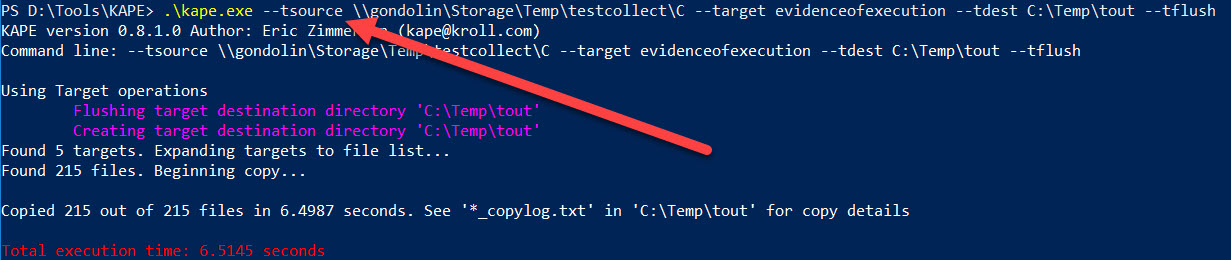 PS D:\Tools\KAPE> .\kape.exe --tsource \\gondolin\Storage\Temp\testcollect\C --target evidenceofexecution --tdest C:\Temp\tout --tflush
KAPE version 0.8.1.0 Author: Eric (kape@kroll.com)
Command line: --tsource \\gondolin\Storage\Temp\testcollect\C --target evidenceofexecution --tdest C:\Temp\tout --tflush
Using Target operations
Flushing target destination directory 'C:\Temp\tout'
Creating target destination directory 'C:\Temp\tout'
Found 5 targets. Expanding targets to file list...
Found 215 files. Beginning copy...
Copied 215 out of 215 files in 6.4987 seconds. See '*_copylog.txt' in 'C:\Temp\tout' for copy details
Total execution time: 6.5145 seconds